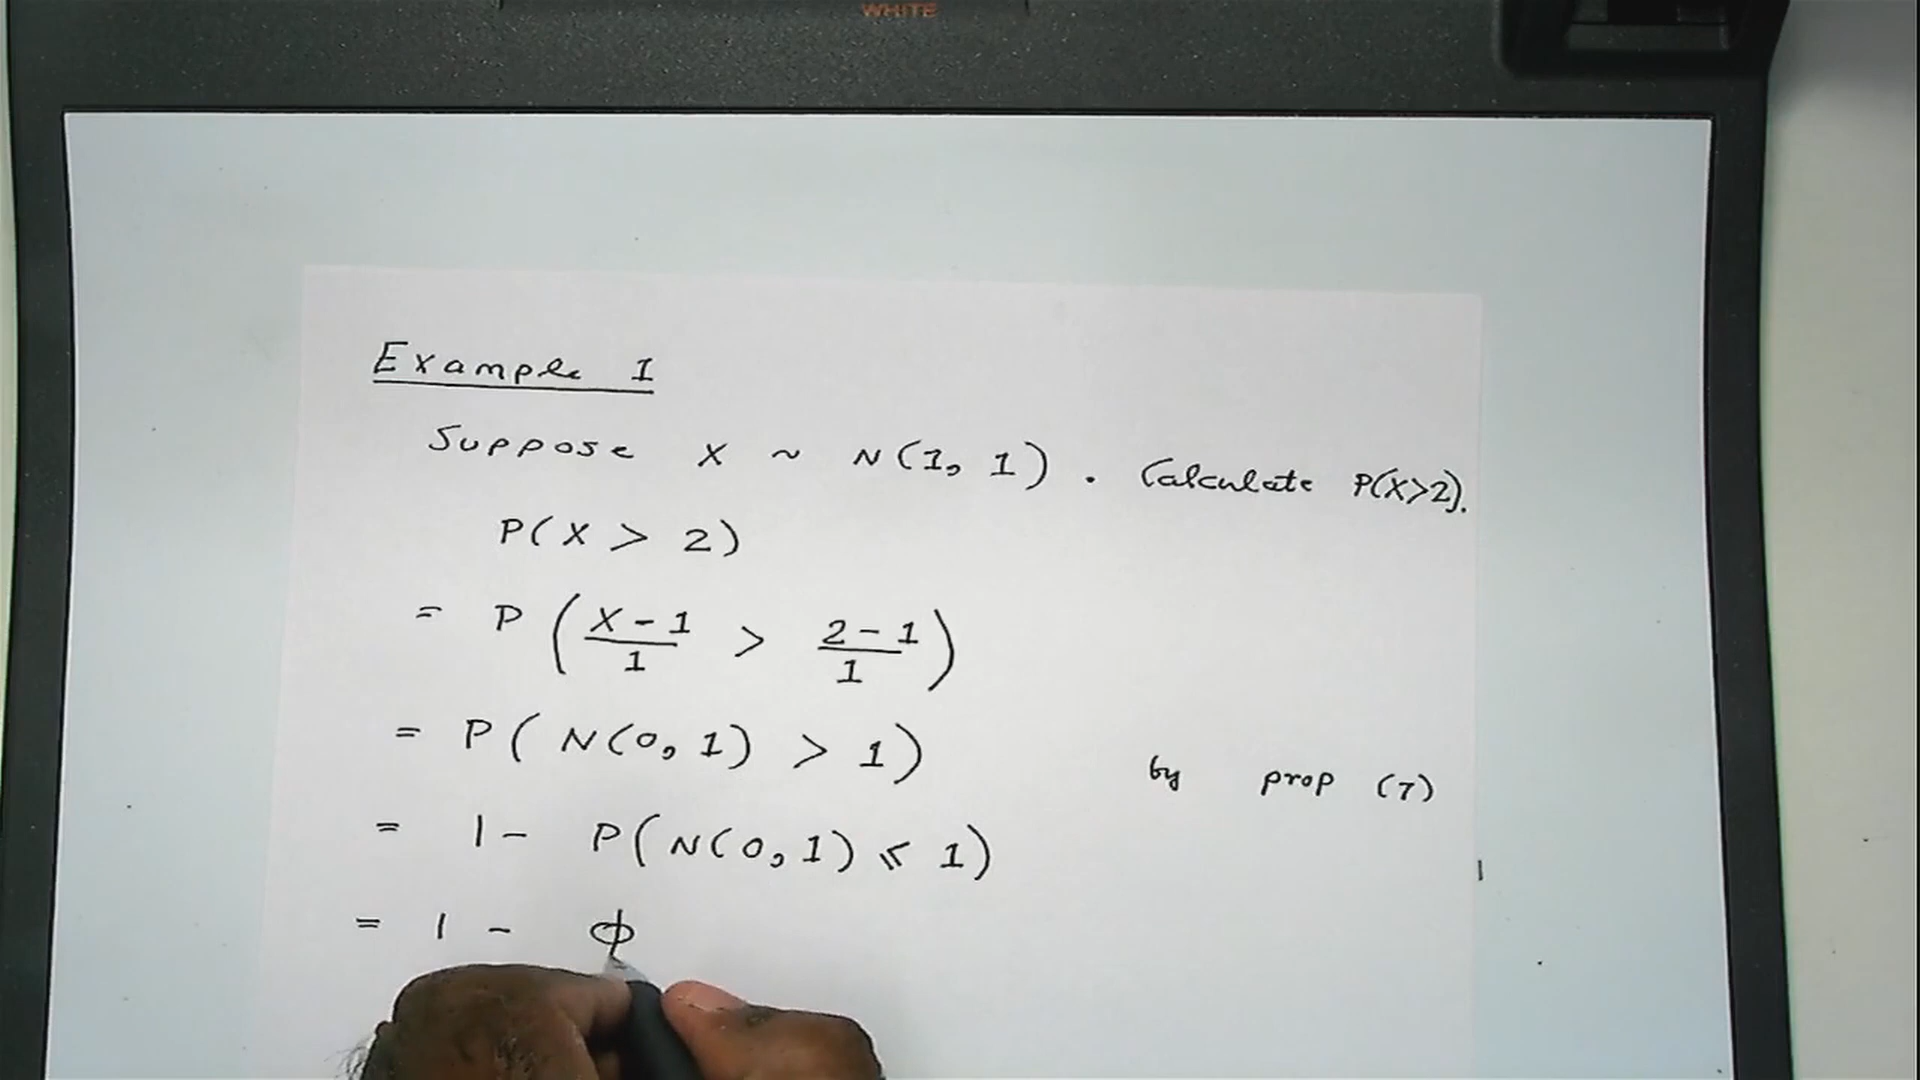 WHITE
Example 1
Suppose X ~ N(1, 1). Calculate P(X>2).
P(X > 2)
= P((X-1)/1 > (2-1)/1)
= P(N(0, 1) > 1) by prop (7)
= 1 - P(N(0, 1) ⩽ 1)
= 1 - ϕ